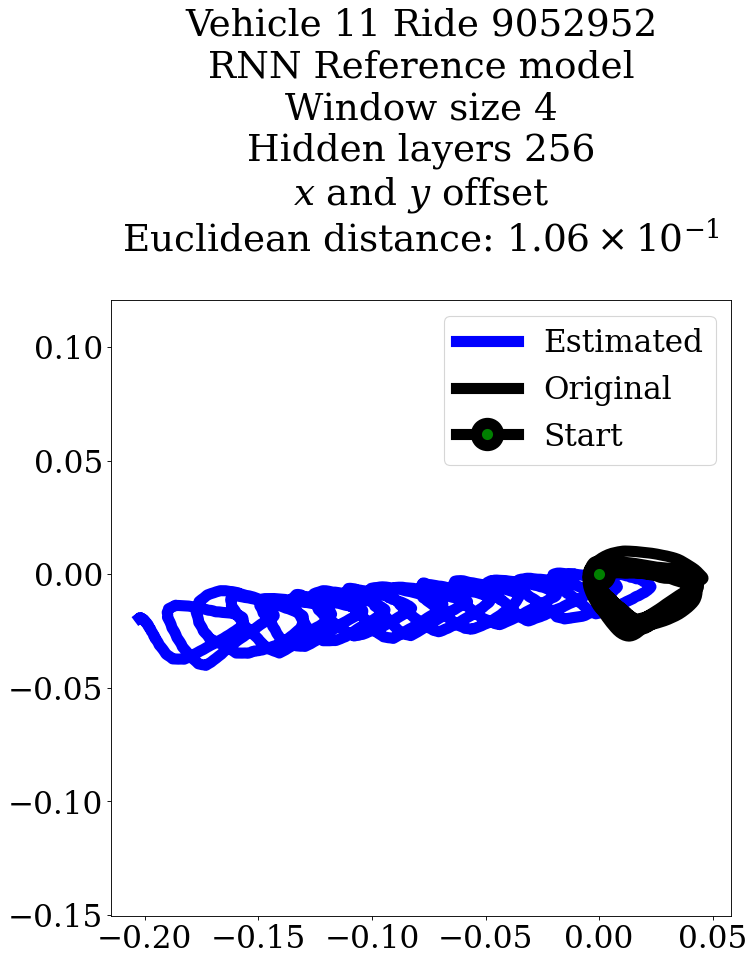 Vehicle 11 Ride 9052952
RNN Reference model
Window size 4
Hidden layers 256
x and y offset
Euclidean distance: 1.06 × 10⁻¹
Estimated
Original
Start
0.10
0.05
0.00
−0.05
−0.10
−0.15
−0.20 −0.15 −0.10 −0.05 0.00 0.05